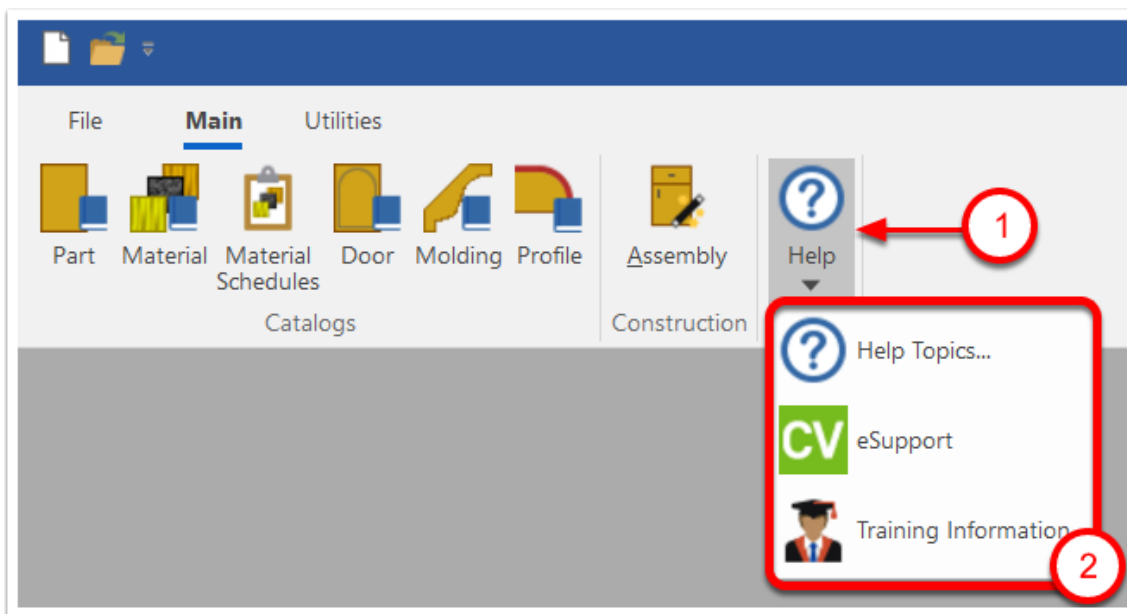 File Main Utilities
Part Material Material Schedules Door Molding Profile Assembly Help
Catalogs Construction
1
Help Topics...
CV eSupport
Training Information
2